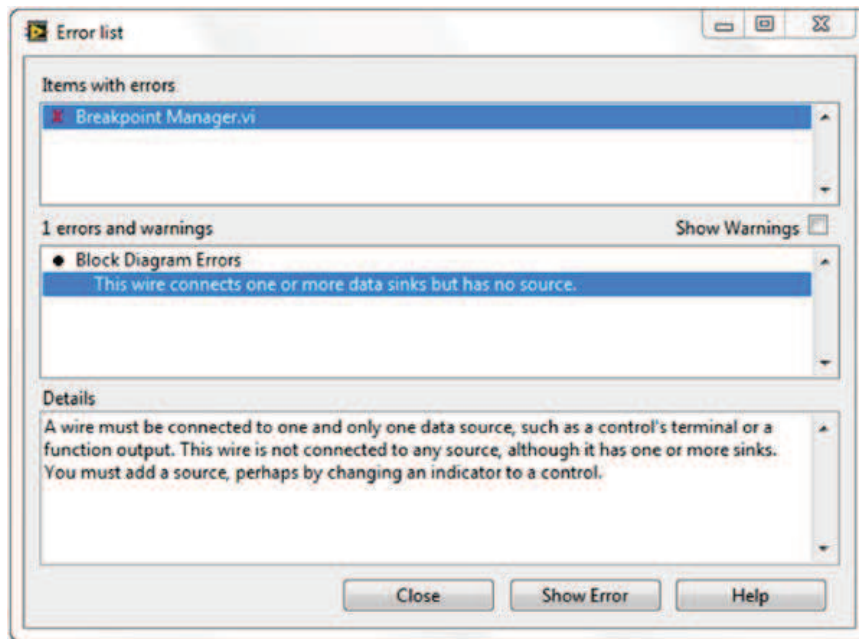 Error list
Items with errors
Breakpoint Manager.vi
1 errors and warnings
Show Warnings
Block Diagram Errors
This wire connects one or more data sinks but has no source.
Details
A wire must be connected to one and only one data source, such as a control's terminal or a
function output. This wire is not connected to any source, although it has one or more sinks.
You must add a source, perhaps by changing an indicator to a control.
Close
Show Error
Help